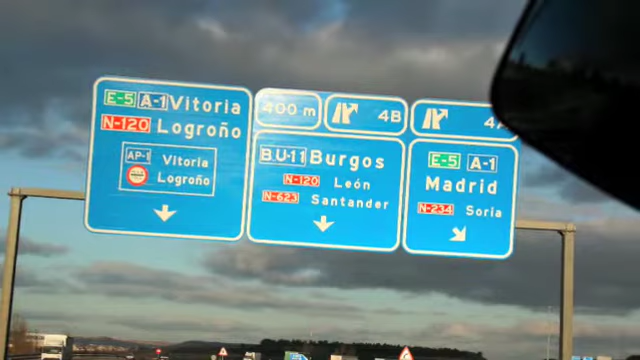 E-5 A-1 Vitoria
N-120 Logroño
AP-1 Vitoria
Logroño
400 m 4B
B.U-11 Burgos
N-120 León
N-623 Santander
E-5 A-1
Madrid
N-234 Soria